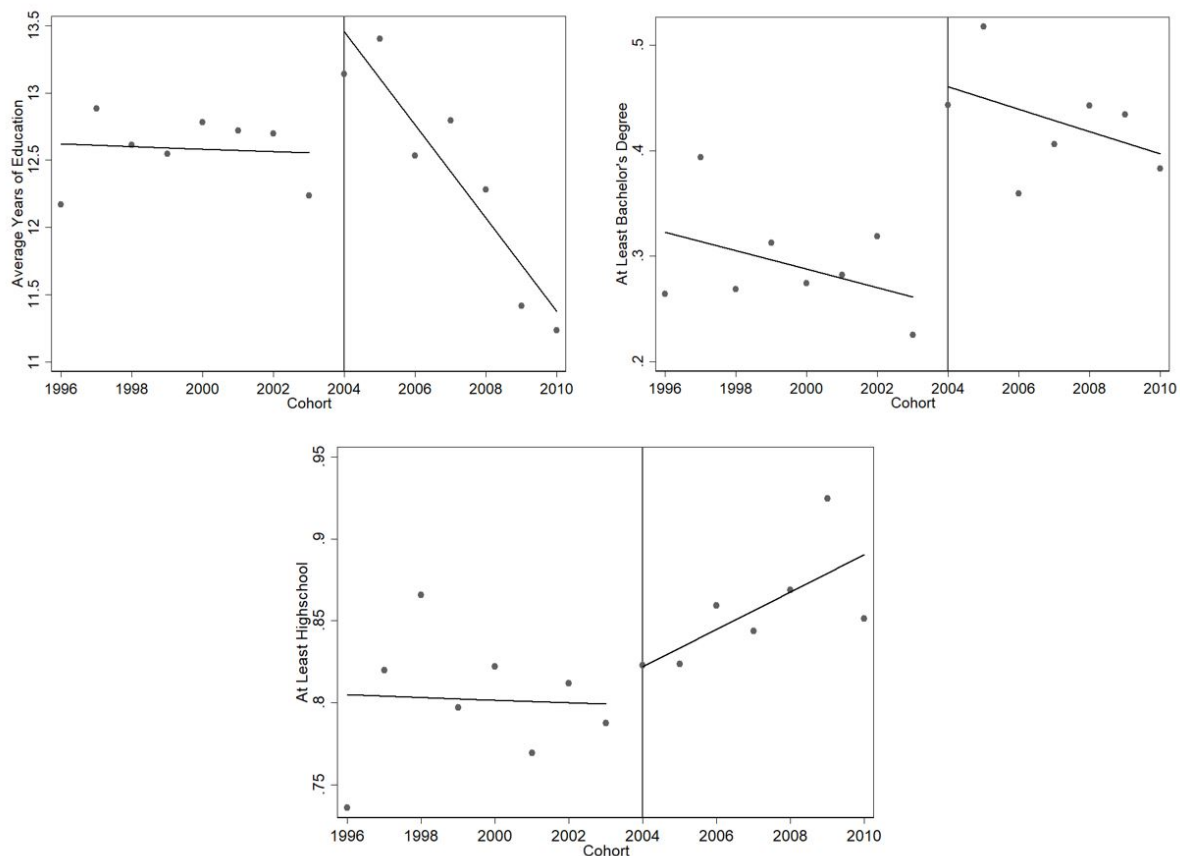 Average Years of Education
13.5
13
12.5
12
11.5
11
1996 1998 2000 2002 2004 2006 2008 2010
Cohort
At Least Bachelor's Degree
.5
.4
.3
.2
1996 1998 2000 2002 2004 2006 2008 2010
Cohort
At Least Highschool
.95
.9
.85
.8
.75
1996 1998 2000 2002 2004 2006 2008 2010
Cohort